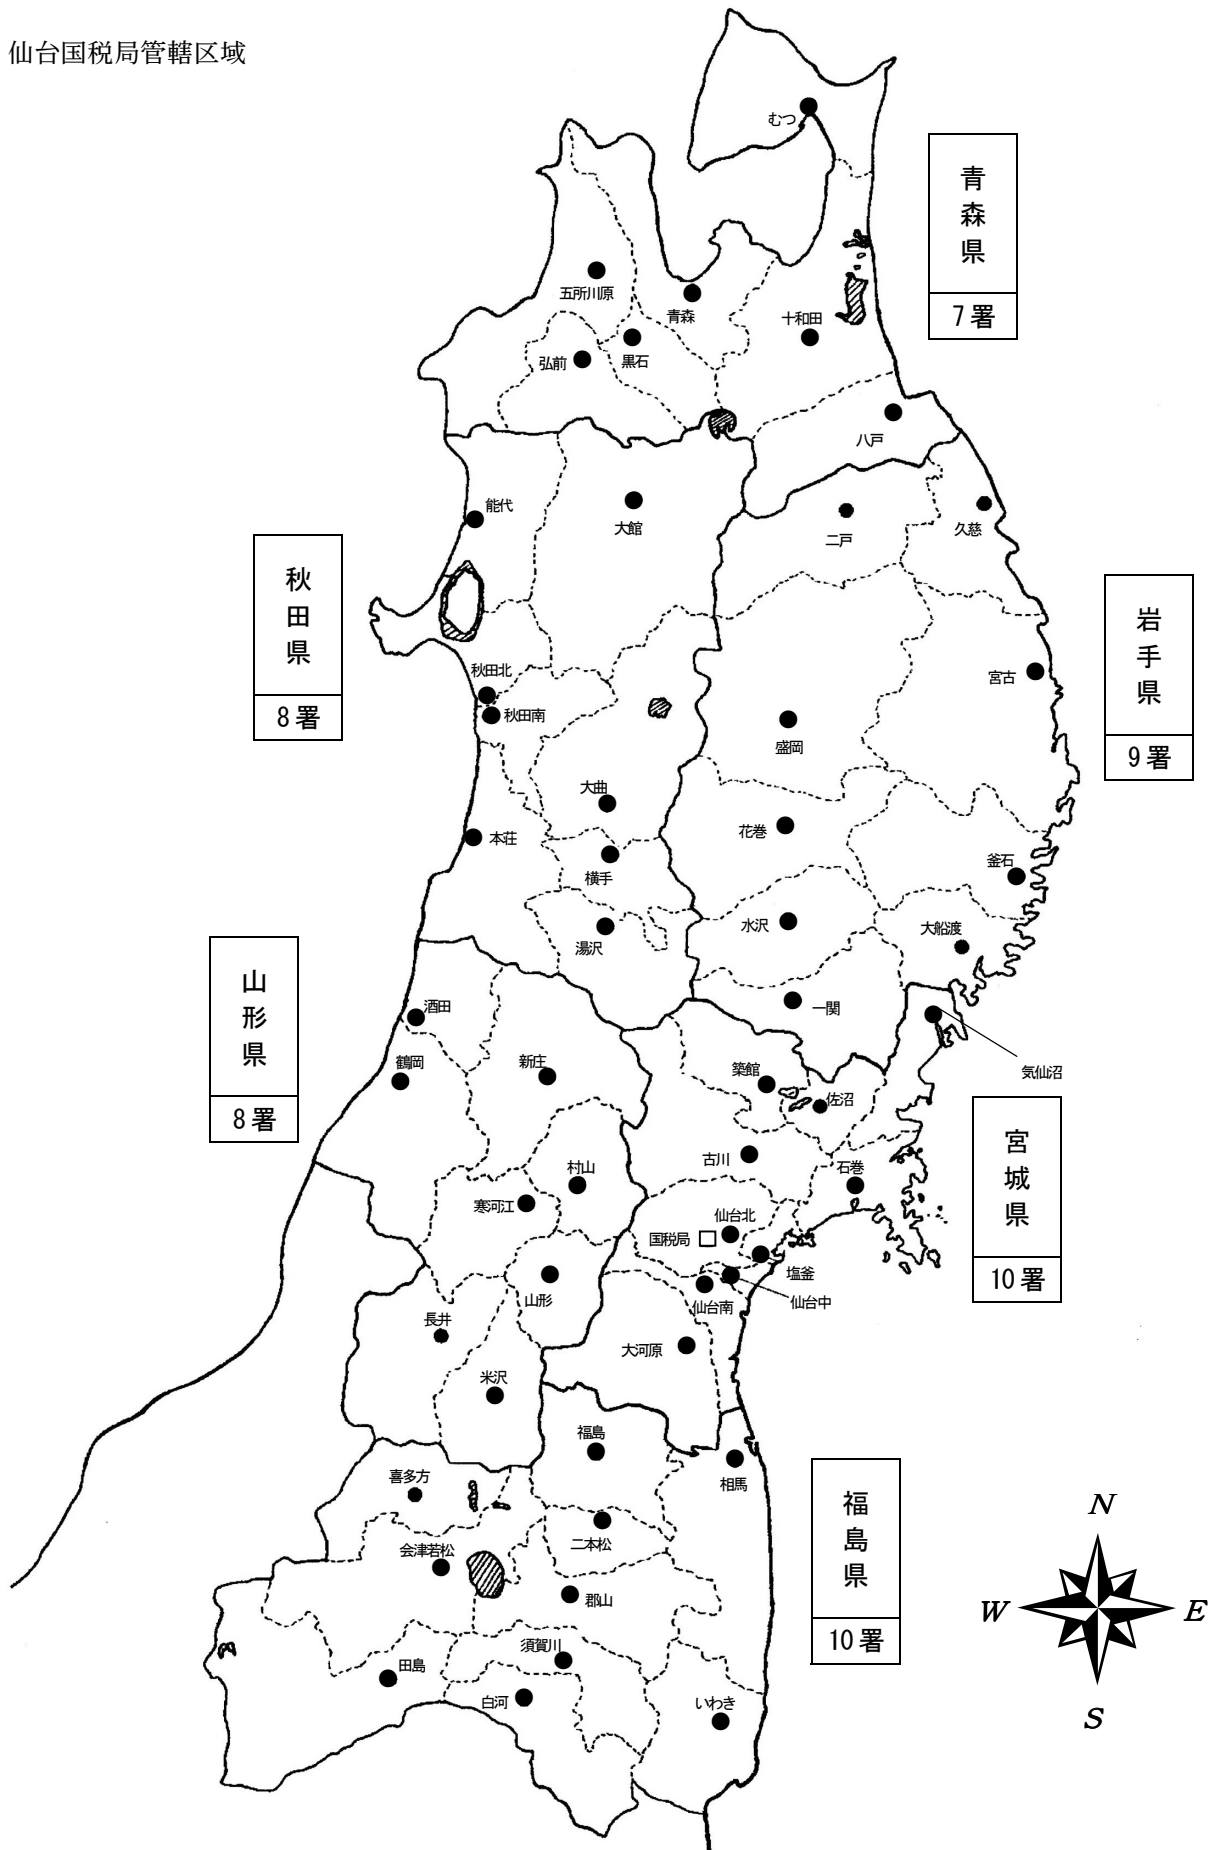 仙台国税局管轄区域
むつ
青森県
7署
五所川原
青森
十和田
弘前
黒石
八戸
能代
大館
二戸
久慈
秋田県
8署
岩手県
9署
秋田北
秋田南
宮古
盛岡
大曲
花巻
本荘
横手
釜石
湯沢
水沢
大船渡
山形県
8署
酒田
一関
鶴岡
新庄
築館
気仙沼
佐沼
宮城県
10署
古川
村山
石巻
寒河江
仙台北
国税局
塩釜
山形
仙台南
仙台中
長井
大河原
米沢
福島
相馬
喜多方
福島県
10署
二本松
会津若松
郡山
須賀川
田島
白河
いわき
N
W
E
S